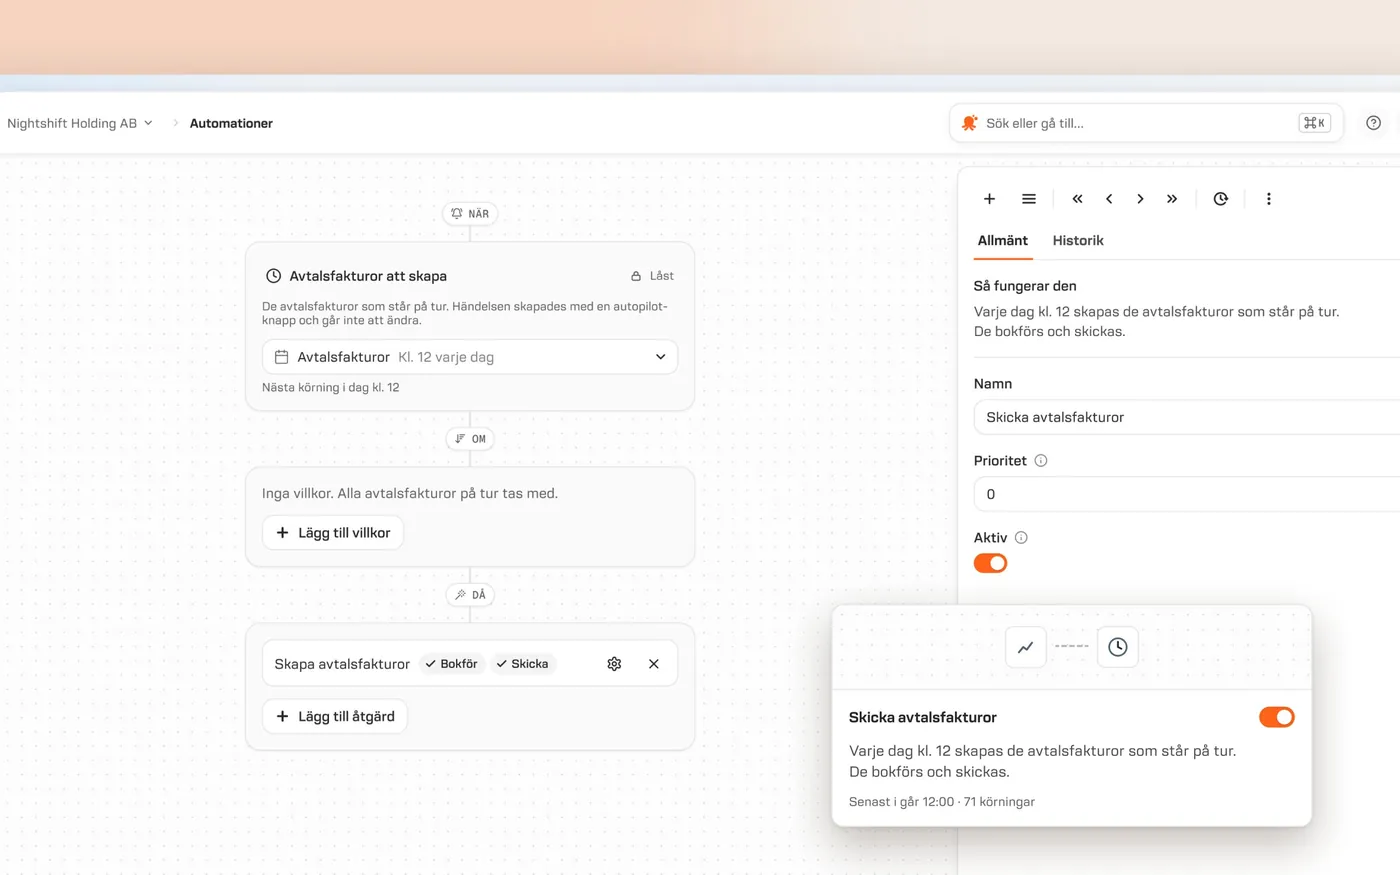 Nightshift Holding AB
Automationer
Sök eller gå till...
⌘K
NÄR
Avtalsfakturor att skapa
Låst
De avtalsfakturor som står på tur. Händelsen skapades med en autopilot-
knapp och går inte att ändra.
Avtalsfakturor Kl. 12 varje dag
Nästa körning i dag kl. 12
OM
Inga villkor. Alla avtalsfakturor på tur tas med.
Lägg till villkor
DÅ
Skapa avtalsfakturor
Bokför
Skicka
Lägg till åtgärd
Allmänt
Historik
Så fungerar den
Varje dag kl. 12 skapas de avtalsfakturor som står på tur.
De bokförs och skickas.
Namn
Skicka avtalsfakturor
Prioritet
0
Aktiv
Skicka avtalsfakturor
Varje dag kl. 12 skapas de avtalsfakturor som står på tur.
De bokförs och skickas.
Senast i går 12:00 · 71 körningar